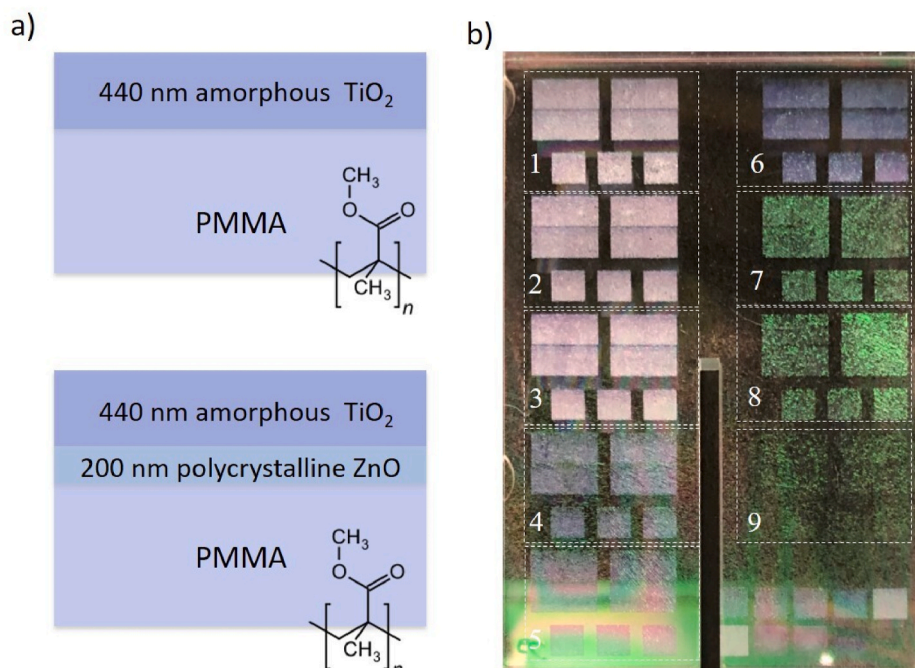 a)
440 nm amorphous TiO₂
PMMA
CH₃
O
O
CH₃
n
440 nm amorphous TiO₂
200 nm polycrystalline ZnO
PMMA
CH₃
O
O
CH₃
n
b)
1
2
3
4
5
6
7
8
9